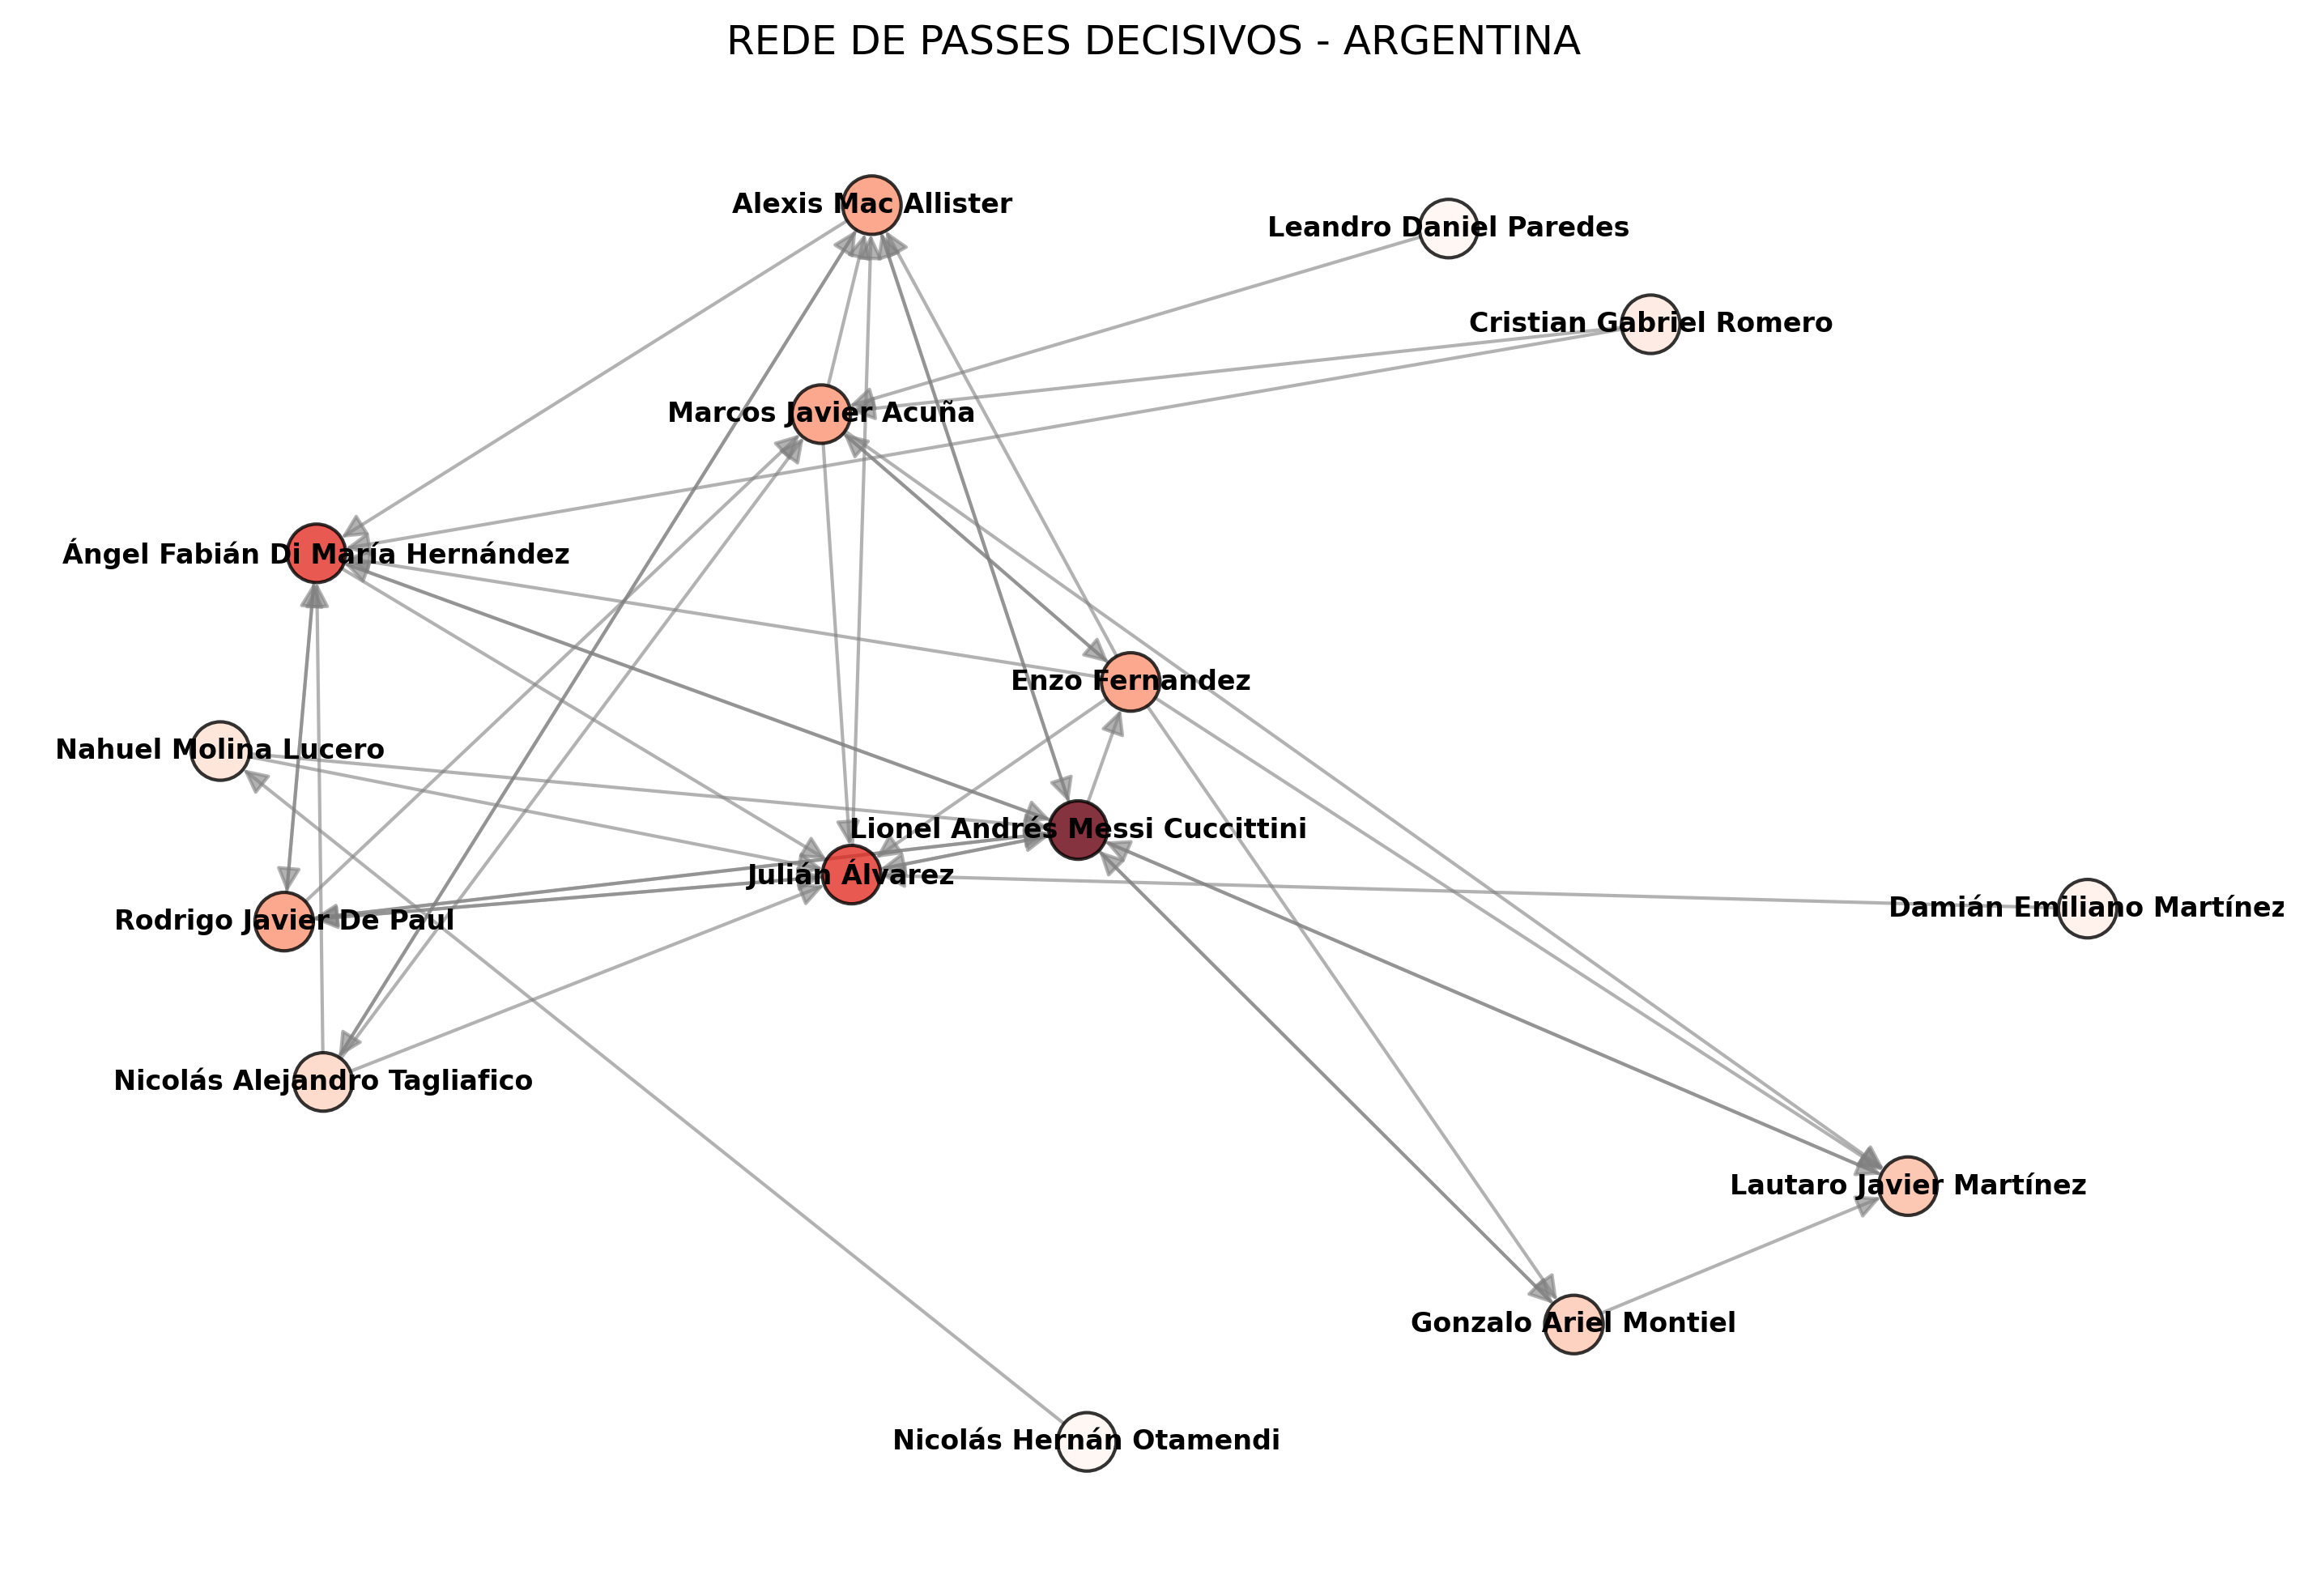 REDE DE PASSES DECISIVOS - ARGENTINA
Alexis Mac Allister
Leandro Daniel Paredes
Cristian Gabriel Romero
Marcos Javier Acuña
Ángel Fabián Di María Hernández
Enzo Fernandez
Nahuel Molina Lucero
Lionel Andrés Messi Cuccittini
Julián Álvarez
Damián Emiliano Martínez
Rodrigo Javier De Paul
Nicolás Alejandro Tagliafico
Lautaro Javier Martínez
Gonzalo Ariel Montiel
Nicolás Hernán Otamendi